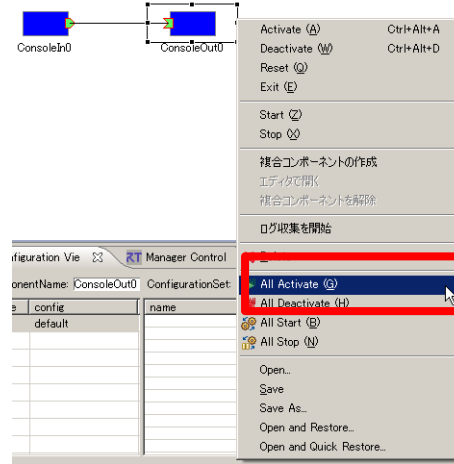 ConsoleIn0
ConsoleOut0
Activate (A) Ctrl+Alt+A
Deactivate (W) Ctrl+Alt+D
Reset (Q)
Exit (E)
Start (Z)
Stop (X)
複合コンポーネントの作成
エディタで開く
複合コンポーネントを解除
ログ収集を開始
All Activate (G)
All Deactivate (H)
All Start (B)
All Stop (N)
Open...
Save
Save As...
Open and Restore...
Open and Quick Restore...
figuration Vie RT Manager Control
onentName: ConsoleOut0 ConfigurationSet:
e config name
default